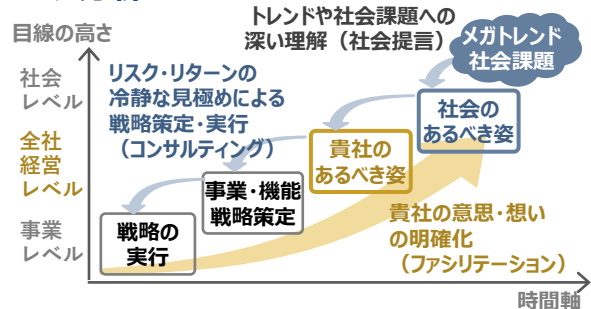 トレンドや社会課題への
深い理解（社会提言）
目線の高さ
メガトレンド
社会課題
社会
レベル
リスク・リターンの
冷静な見極めによる
戦略策定・実行
（コンサルティング）
社会の
あるべき姿
全社
経営
レベル
貴社の
あるべき姿
事業・機能
戦略策定
貴社の意思・想い
の明確化
（ファシリテーション）
事業
レベル
戦略の
実行
時間軸